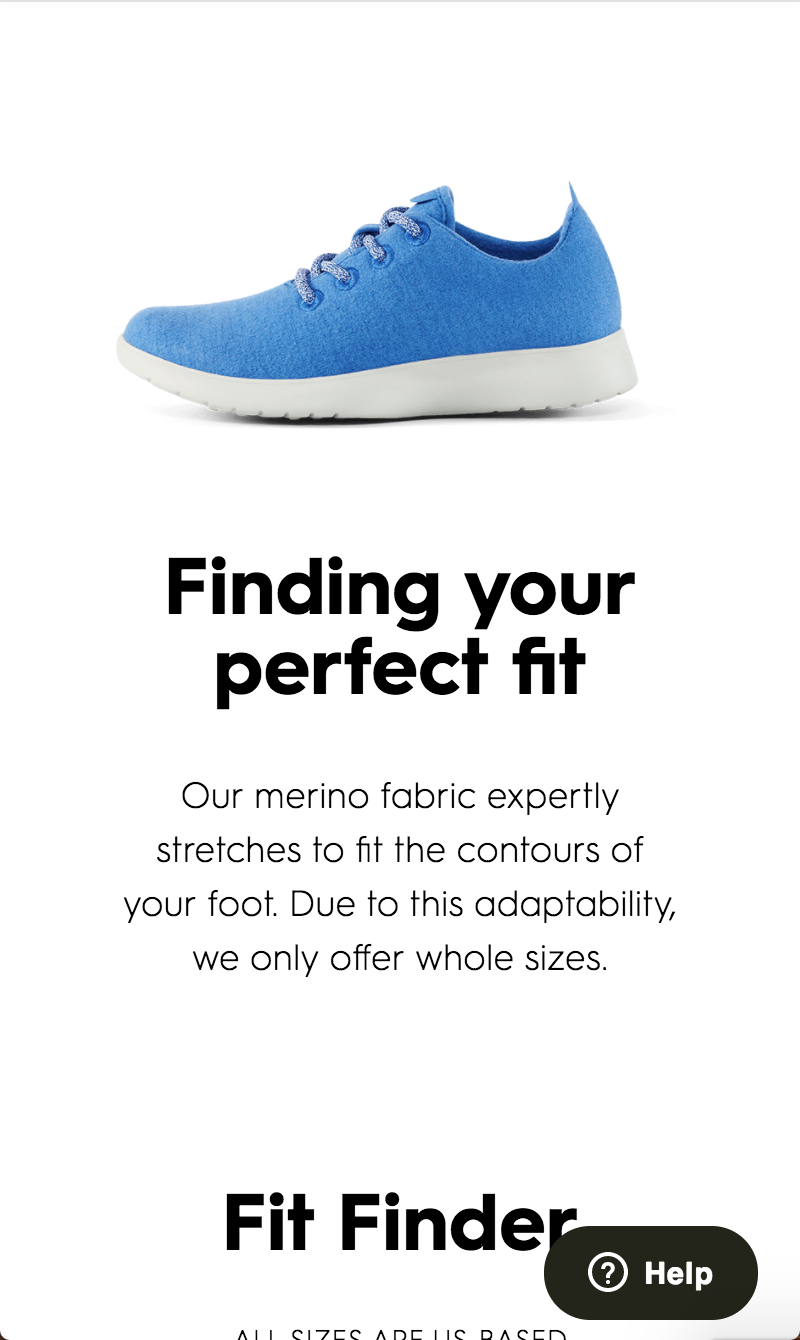 Finding your
perfect fit
Our merino fabric expertly
stretches to fit the contours of
your foot. Due to this adaptability,
we only offer whole sizes.
Fit Finder
? Help
ALL SIZES ARE US BASED